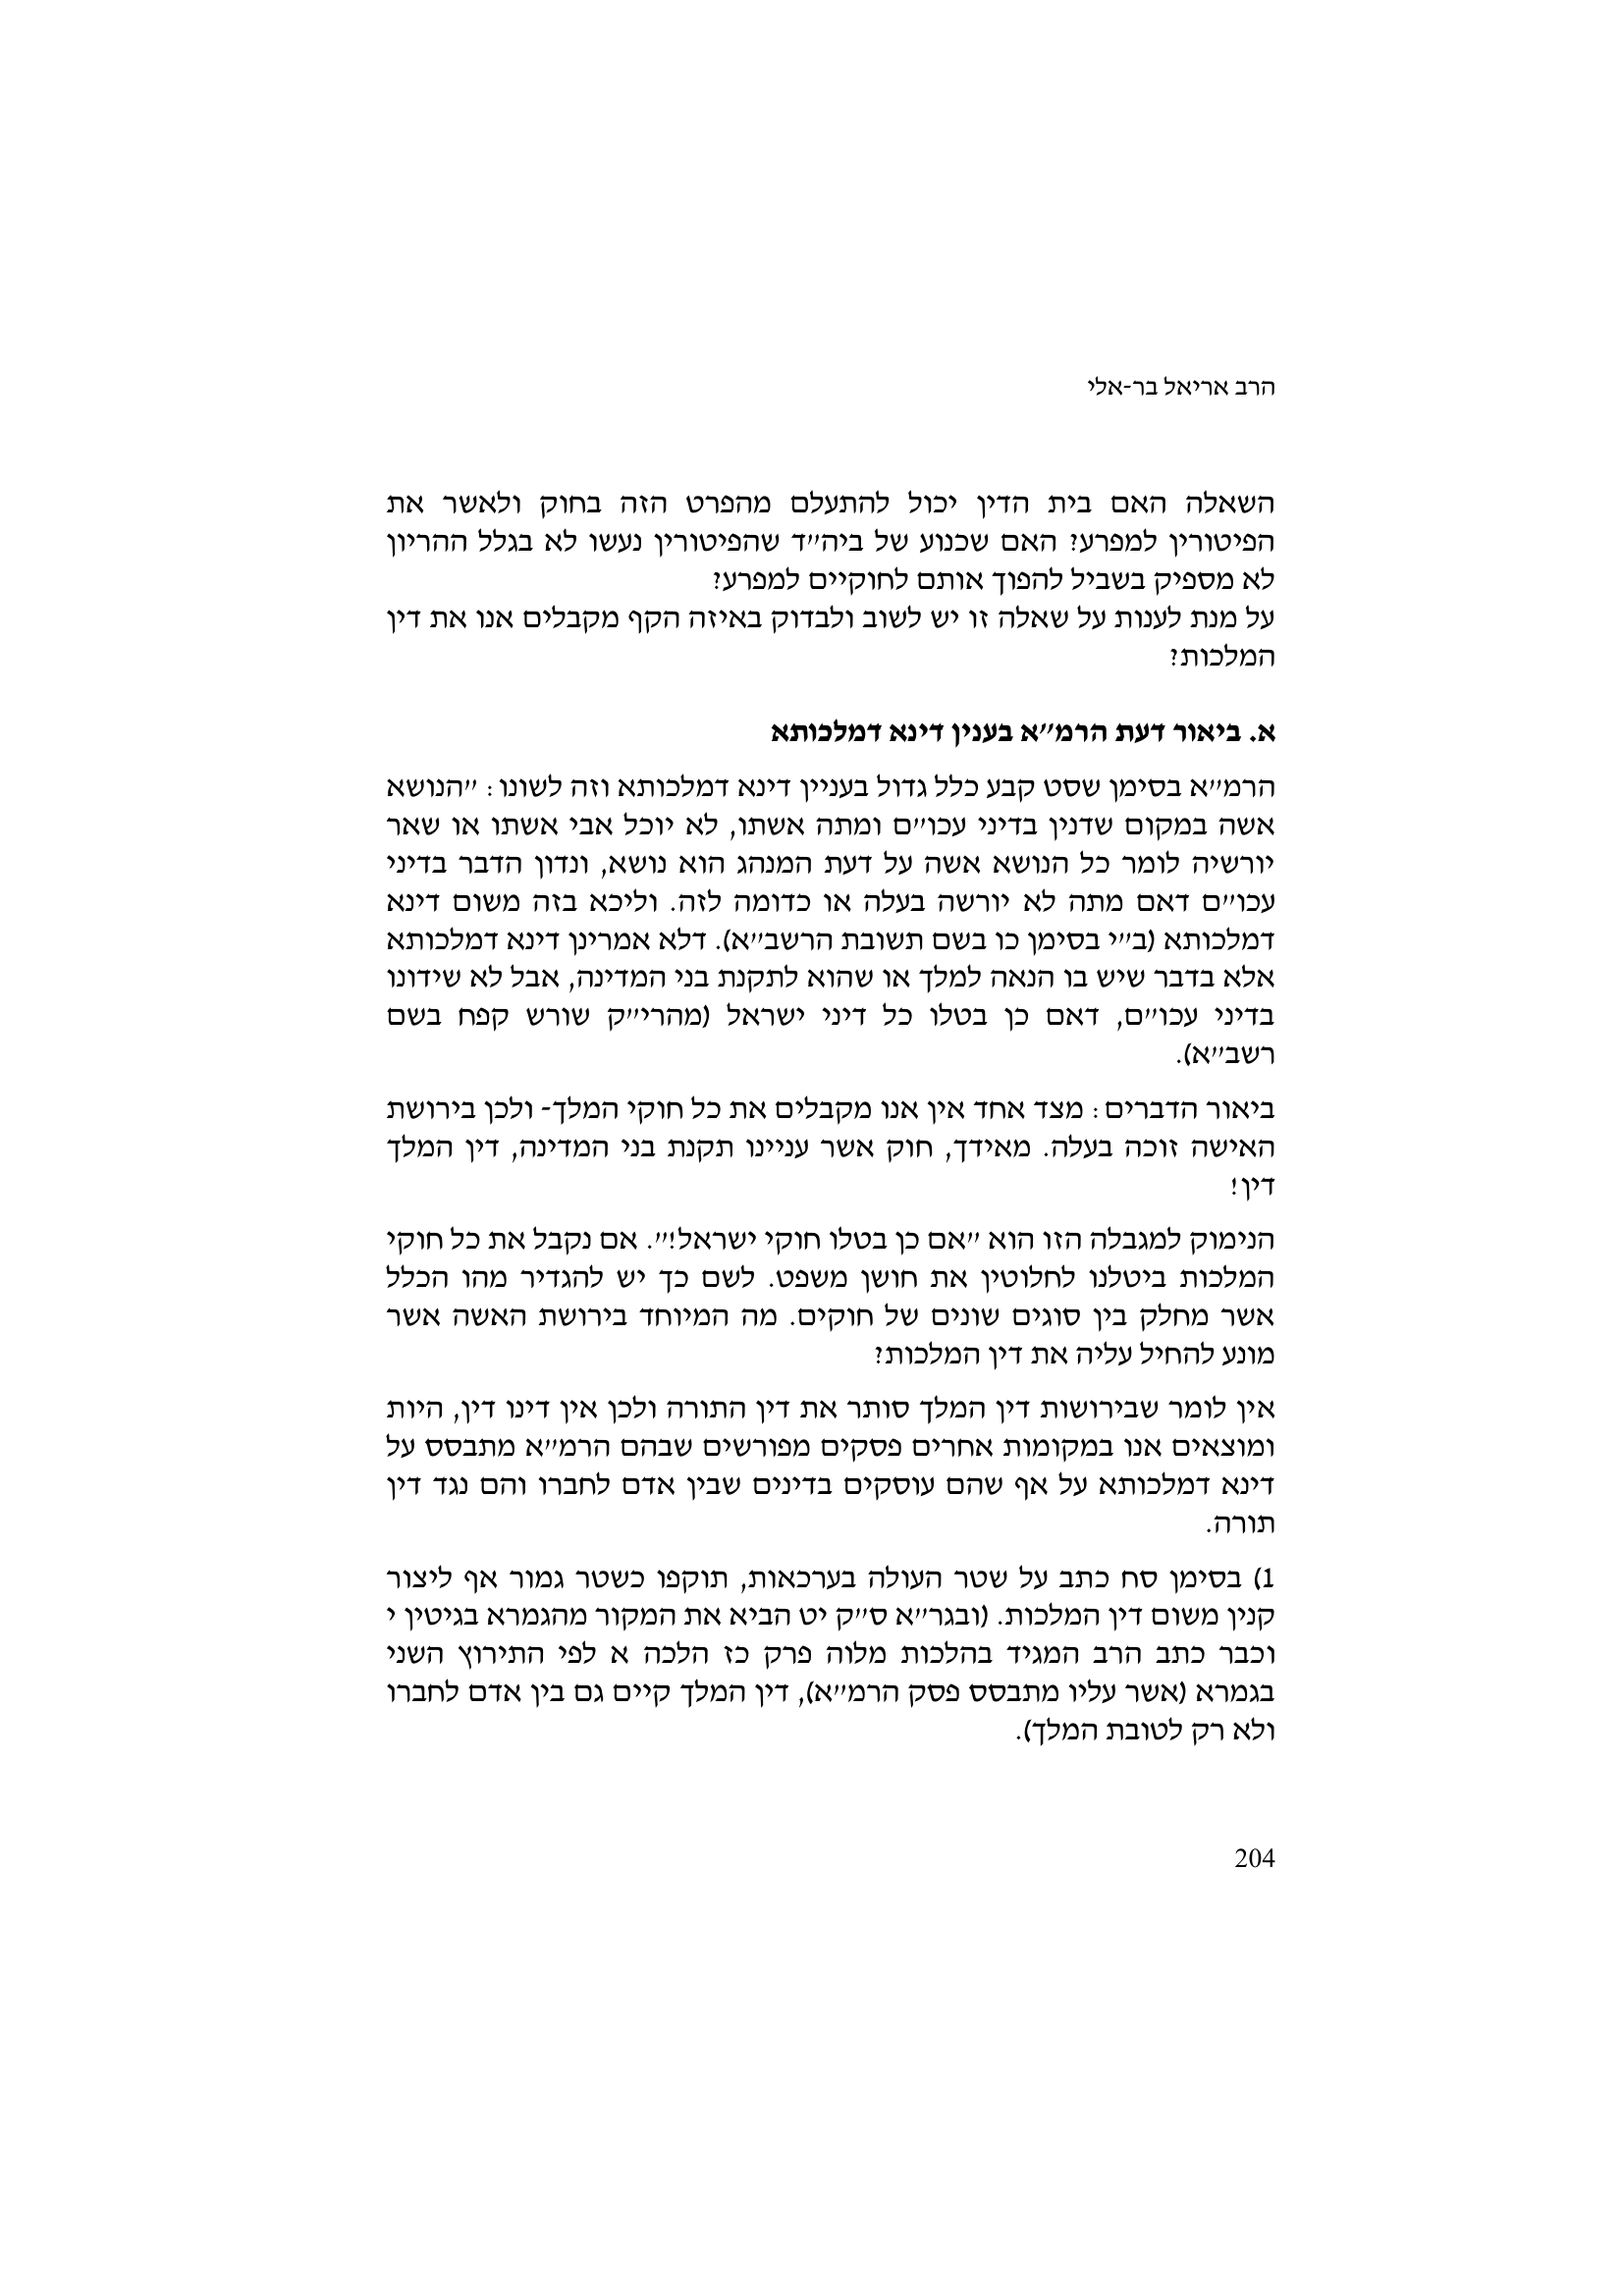 הרב אריאל בר-אלי
השאלה האם בית הדין יכול להתעלם מהפרט הזה בחוק ולאשר את
הפיטורין למפרע? האם שכנוע של ביה״ד שהפיטורין נעשו לא בגלל ההריון
לא מספיק בשביל להפוך אותם לחוקיים למפרע?
על מנת לענות על שאלה זו יש לשוב ולבדוק באיזה הקף מקבלים אנו את דין
המלכות?
א. ביאור דעת הרמ״א בענין דינא דמלכותא
הרמ״א בסימן שסט קבע כלל גדול בעניין דינא דמלכותא וזה לשונו: ״הנושא
אשה במקום שדנין בדיני עכו״ם ומתה אשתו, לא יוכל אבי אשתו או שאר
יורשיה לומר כל הנושא אשה על דעת המנהג הוא נושא, ונדון הדבר בדיני
עכו״ם דאם מתה לא יורשה בעלה או כדומה לזה. וליכא בזה משום דינא
דמלכותא (ב״י בסימן כו בשם תשובת הרשב״א). דלא אמרינן דינא דמלכותא
אלא בדבר שיש בו הנאה למלך או שהוא לתקנת בני המדינה, אבל לא שידונו
בדיני עכו״ם, דאם כן בטלו כל דיני ישראל (מהרי״ק שורש קפח בשם
רשב״א).
ביאור הדברים: מצד אחד אין אנו מקבלים את כל חוקי המלך- ולכן בירושת
האישה זוכה בעלה. מאידך, חוק אשר עניינו תקנת בני המדינה, דין המלך
דין!
הנימוק למגבלה הזו הוא ״אם כן בטלו חוקי ישראל!״. אם נקבל את כל חוקי
המלכות ביטלנו לחלוטין את חושן משפט. לשם כך יש להגדיר מהו הכלל
אשר מחלק בין סוגים שונים של חוקים. מה המיוחד בירושת האשה אשר
מונע להחיל עליה את דין המלכות?
אין לומר שבירושות דין המלך סותר את דין התורה ולכן אין דינו דין, היות
ומוצאים אנו במקומות אחרים פסקים מפורשים שבהם הרמ״א מתבסס על
דינא דמלכותא על אף שהם עוסקים בדינים שבין אדם לחברו והם נגד דין
תורה.
1) בסימן סח כתב על שטר העולה בערכאות, תוקפו כשטר גמור אף ליצור
קנין משום דין המלכות. (ובגר״א ס״ק יט הביא את המקור מהגמרא בגיטין י
וכבר כתב הרב המגיד בהלכות מלוה פרק כז הלכה א לפי התירוץ השני
בגמרא (אשר עליו מתבסס פסק הרמ״א), דין המלך קיים גם בין אדם לחברו
ולא רק לטובת המלך).
204